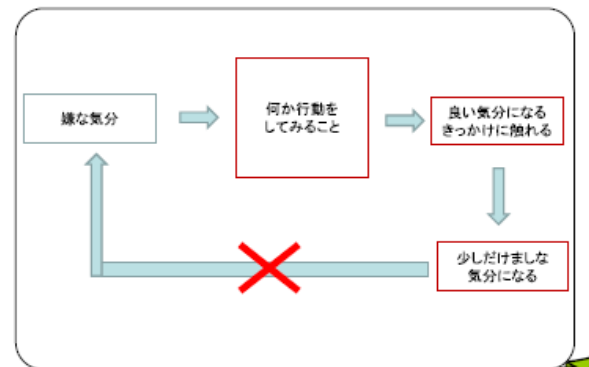 嫌な気分
何か行動を
してみること
良い気分になる
きっかけに触れる
少しだけましな
気分になる